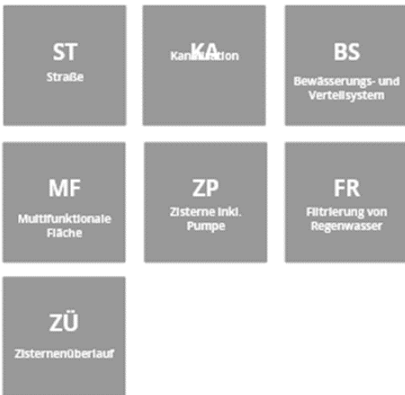 ST
Straße
KA
Kanalisation
BS
Bewässerungs- und
Verteilsystem
MF
Multifunktionale
Fläche
ZP
Zisterne inkl.
Pumpe
FR
Filtrierung von
Regenwasser
ZÜ
Zisternenüberlauf